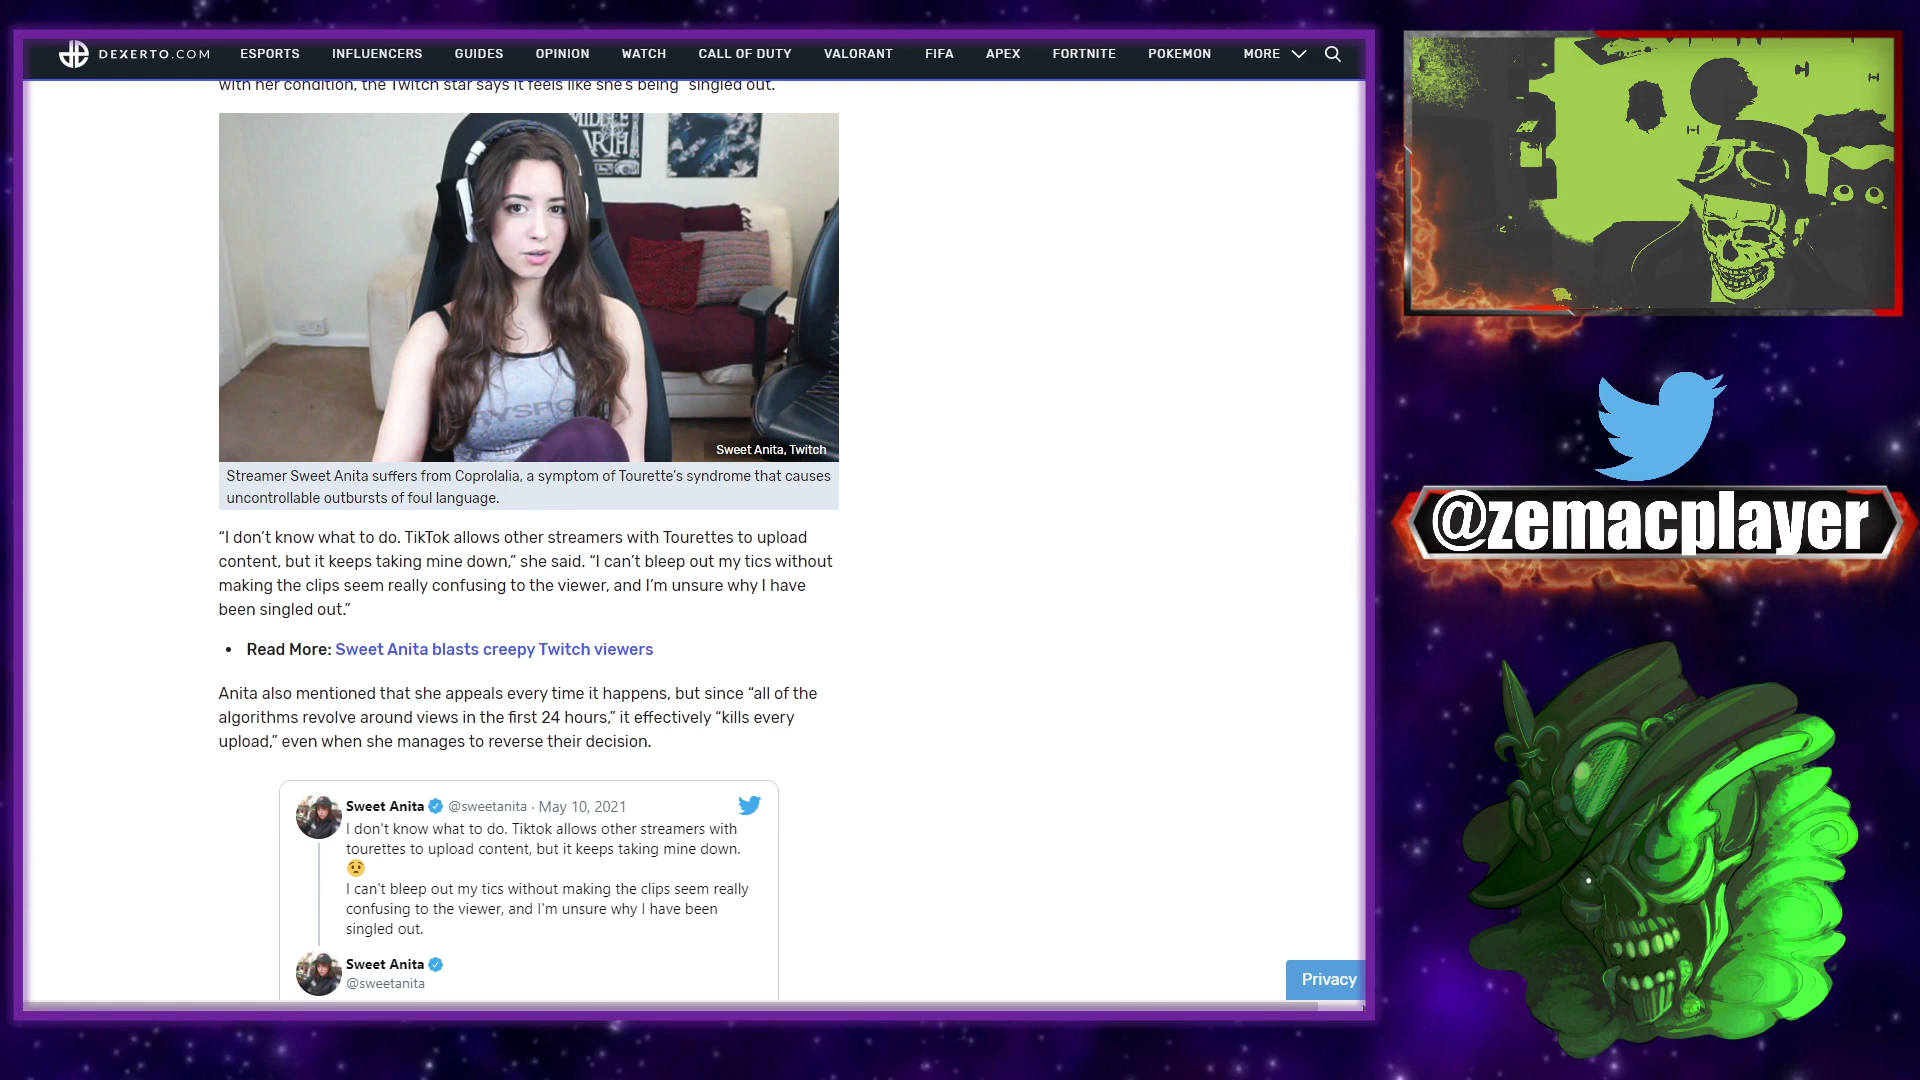 DEXERTO.COM ESPORTS INFLUENCERS GUIDES OPINION WATCH CALL OF DUTY VALORANT FIFA APEX FORTNITE POKEMON MORE
with her condition, the Twitch star says it feels like she's being "singled out."
MIDDLE
EARTH
Sweet Anita, Twitch
Streamer Sweet Anita suffers from Coprolalia, a symptom of Tourette’s syndrome that causes
uncontrollable outbursts of foul language.
“I don’t know what to do. TikTok allows other streamers with Tourettes to upload
content, but it keeps taking mine down,” she said. “I can’t bleep out my tics without
making the clips seem really confusing to the viewer, and I’m unsure why I have
been singled out.”
• Read More: Sweet Anita blasts creepy Twitch viewers
Anita also mentioned that she appeals every time it happens, but since “all of the
algorithms revolve around views in the first 24 hours,” it effectively “kills every
upload,” even when she manages to reverse their decision.
Sweet Anita @sweetanita · May 10, 2021
I don't know what to do. Tiktok allows other streamers with
tourettes to upload content, but it keeps taking mine down.
😟
I can't bleep out my tics without making the clips seem really
confusing to the viewer, and I'm unsure why I have been
singled out.
Sweet Anita
@sweetanita
Privacy
@zemacplayer